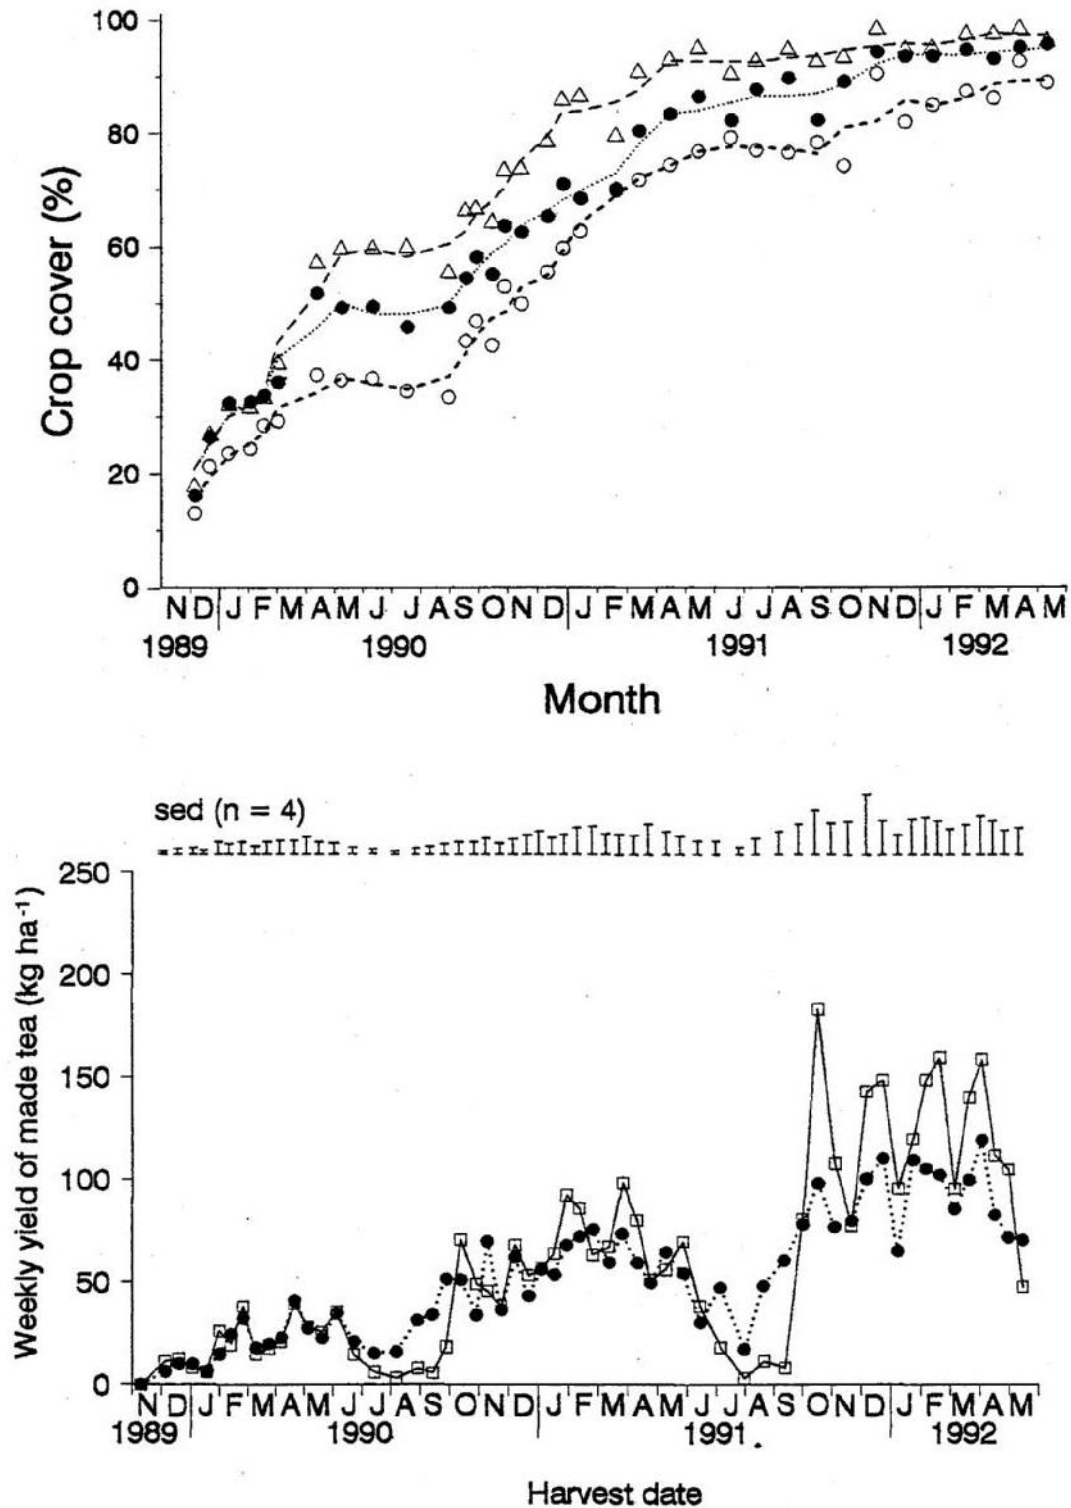 100
80
60
40
20
0
Crop cover (%)
N D J F M A M J J A S O N D J F M A M J J A S O N D J F M A M
1989 1990 1991 1992
Month
sed (n = 4)
250
200
150
100
50
0
Weekly yield of made tea (kg ha⁻¹)
N D J F M A M J J A S O N D J F M A M J J A S O N D J F M A M
1989 1990 1991 1992
Harvest date